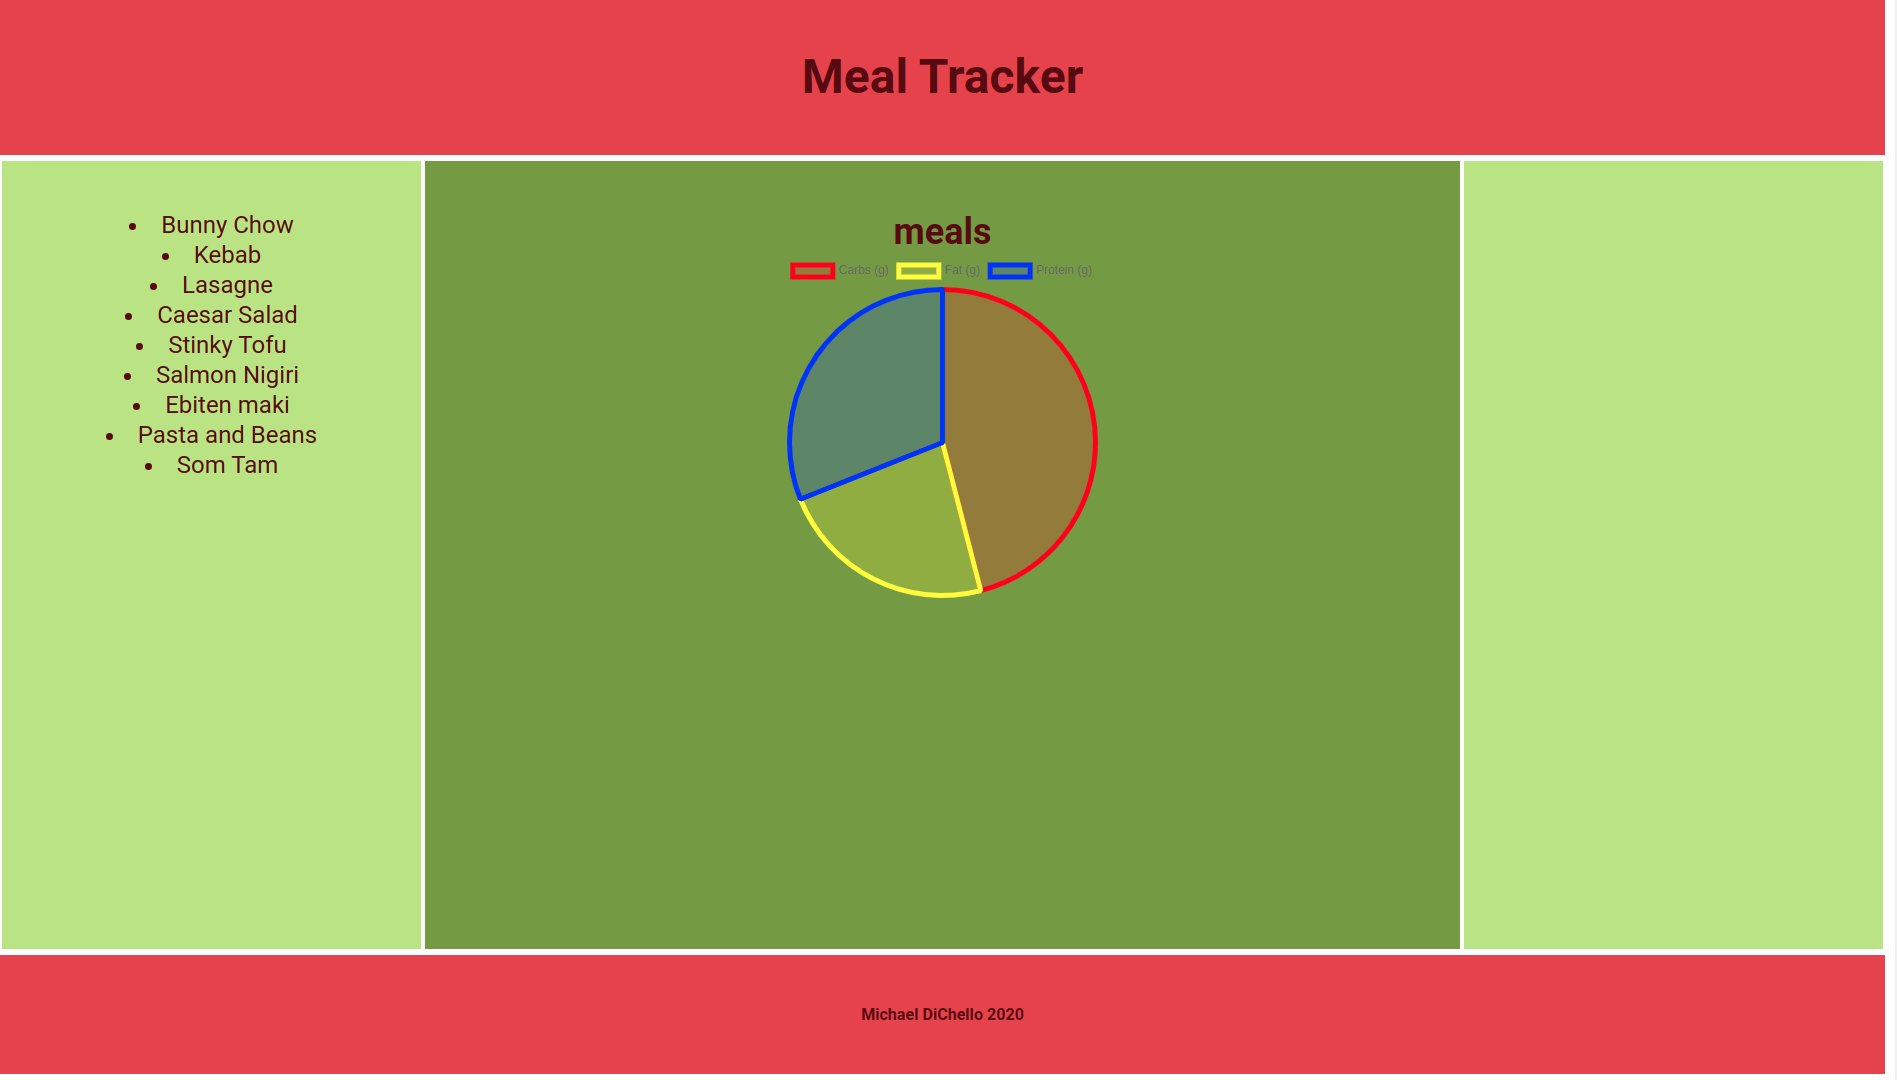 Meal Tracker
Bunny Chow
Kebab
Lasagne
Caesar Salad
Stinky Tofu
Salmon Nigiri
Ebiten maki
Pasta and Beans
Som Tam
meals
Carbs (g) Fat (g) Protein (g)
Michael DiChello 2020